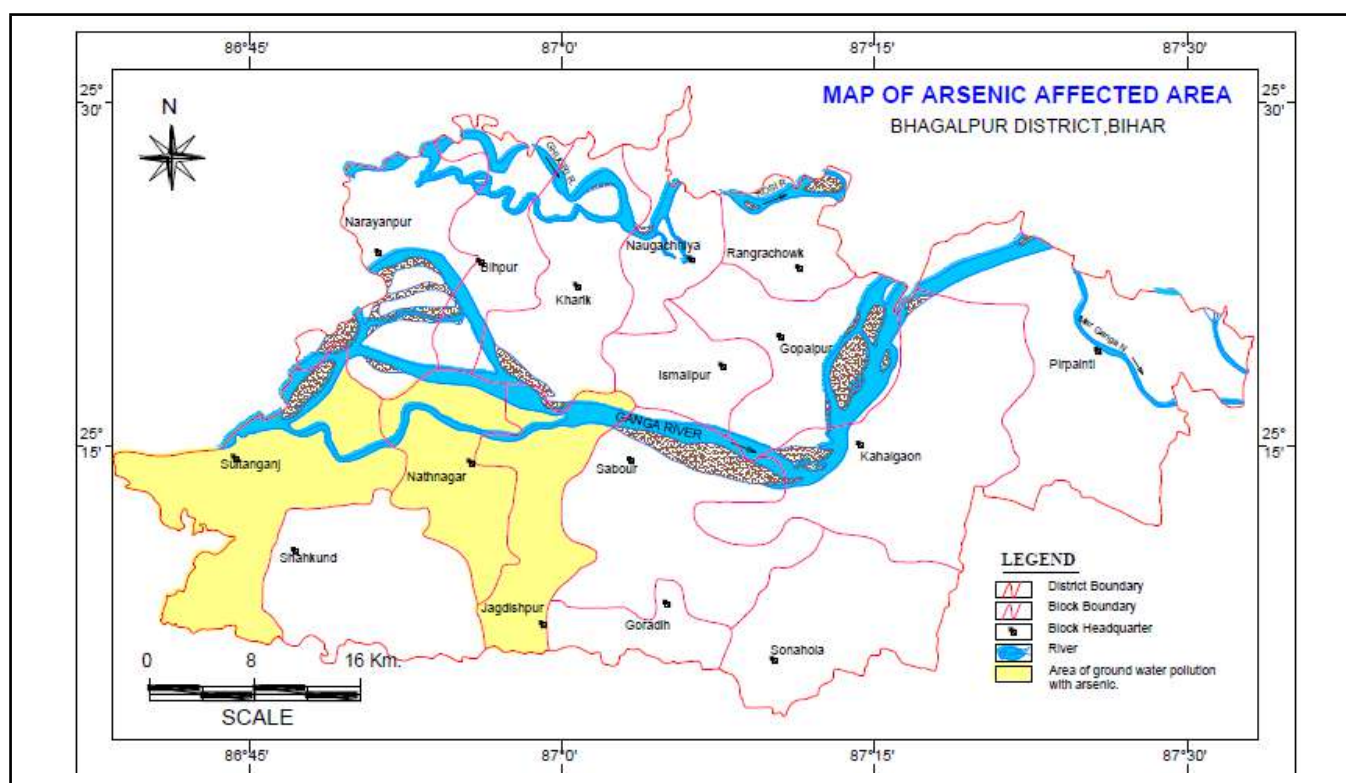 86°45'
87°0'
87°15'
87°30'
25°
30'
25°
30'
MAP OF ARSENIC AFFECTED AREA
BHAGALPUR DISTRICT,BIHAR
N
GHUGRI R.
KOSI R.
Narayanpur
Bihpur
Naugachhiya
Rangrachowk
Kharik
Gopalpur
Ismailpur
Pirpainti
Ganga N.
GANGA RIVER
25°
15'
25°
15'
Sultanganj
Nathnagar
Sabour
Kahalgaon
Shahkund
Jagdishpur
Goradih
Sonahola
LEGEND
District Boundary
Block Boundary
Block Headquarter
River
Area of ground water pollution
with arsenic.
0 8 16 Km.
SCALE
86°45'
87°0'
87°15'
87°30'